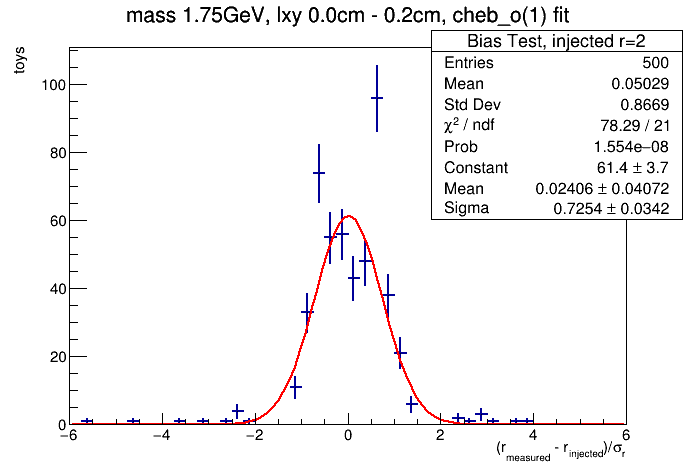 mass 1.75GeV, lxy 0.0cm - 0.2cm, cheb_o(1) fit
Bias Test, injected r=2
Entries 500
Mean 0.05029
Std Dev 0.8669
χ² / ndf 78.29 / 21
Prob 1.554e−08
Constant 61.4 ± 3.7
Mean 0.02406 ± 0.04072
Sigma 0.7254 ± 0.0342
toys
100
80
60
40
20
0
−6 −4 −2 0 2 4 6
(r_measured - r_injected)/σ_r